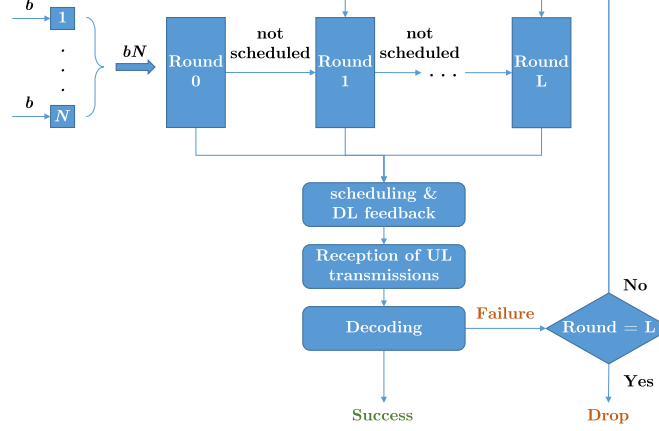 b
1
.
.
.
b
N
bN
Round
0
not
scheduled
Round
1
not
scheduled
. . .
Round
L
scheduling &
DL feedback
Reception of UL
transmissions
Decoding
Failure
Round = L
No
Yes
Success
Drop